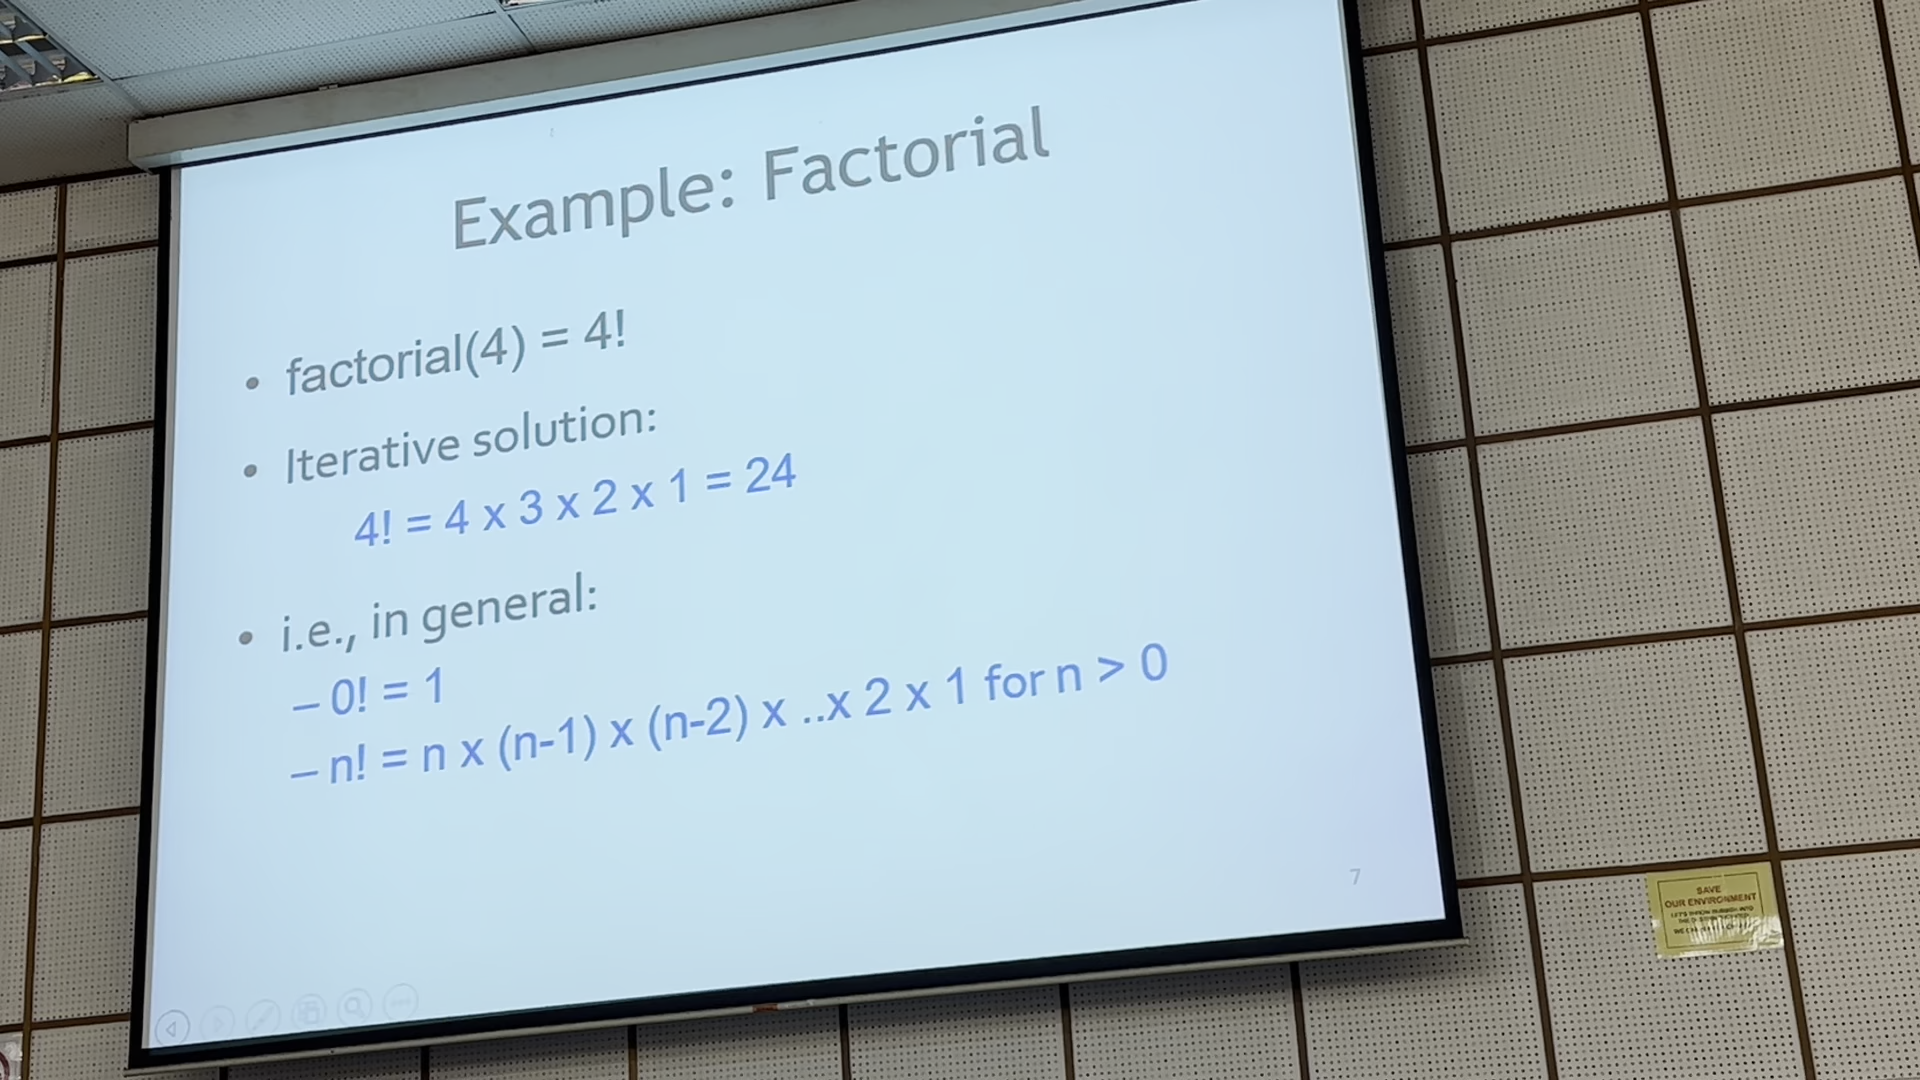 Example: Factorial
• factorial(4) = 4!
• Iterative solution:
4! = 4 x 3 x 2 x 1 = 24
• i.e., in general:
– 0! = 1
– n! = n x (n-1) x (n-2) x ..x 2 x 1 for n > 0
7
SAVE
OUR ENVIRONMENT